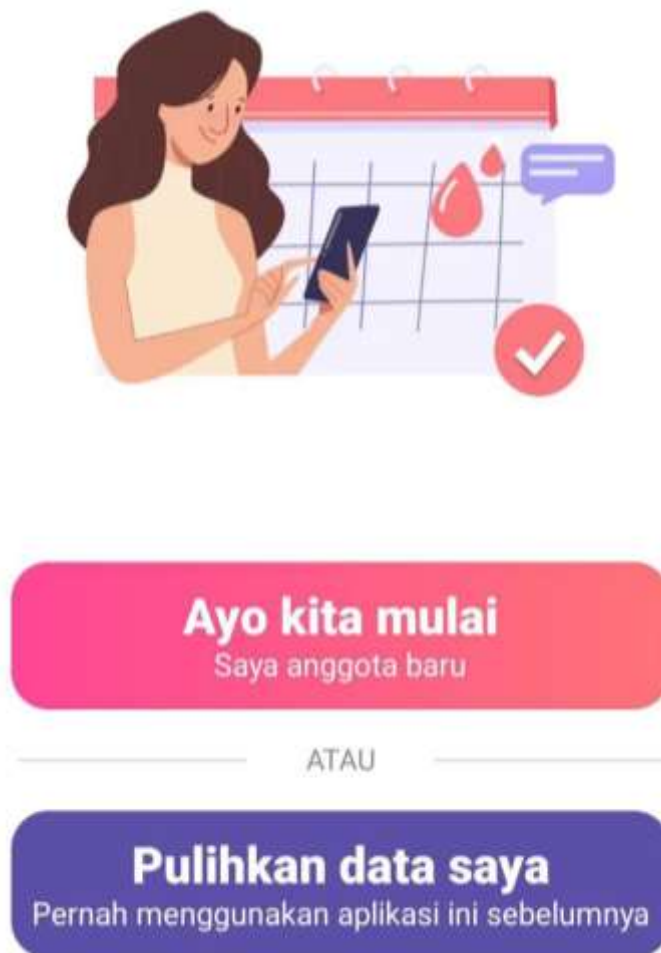 Ayo kita mulai
Saya anggota baru
ATAU
Pulihkan data saya
Pernah menggunakan aplikasi ini sebelumnya